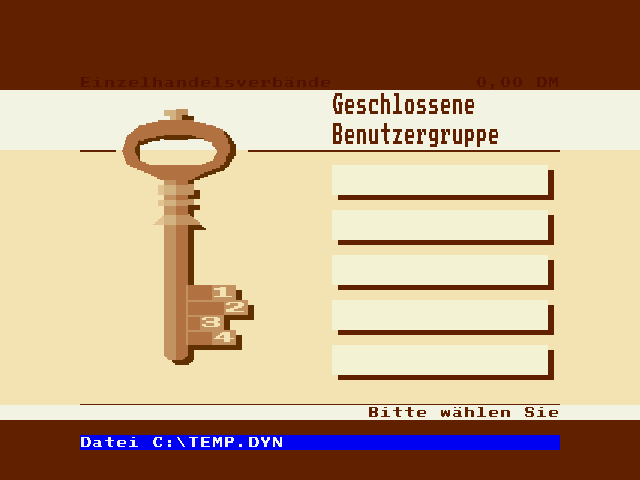 Einzelhandelsverbände 0,00 DM
Geschlossene
Benutzergruppe
1
2
3
4
Bitte wählen Sie
Datei C:\TEMP.DYN